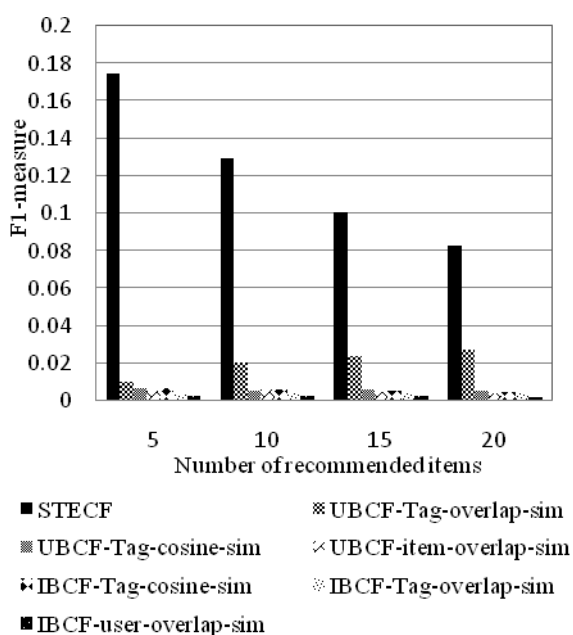 0.2
0.18
0.16
0.14
0.12
0.1
0.08
0.06
0.04
0.02
0
F1-measure
5 10 15 20
Number of recommended items
STECF UBCF-Tag-overlap-sim
UBCF-Tag-cosine-sim UBCF-item-overlap-sim
IBCF-Tag-cosine-sim IBCF-Tag-overlap-sim
IBCF-user-overlap-sim